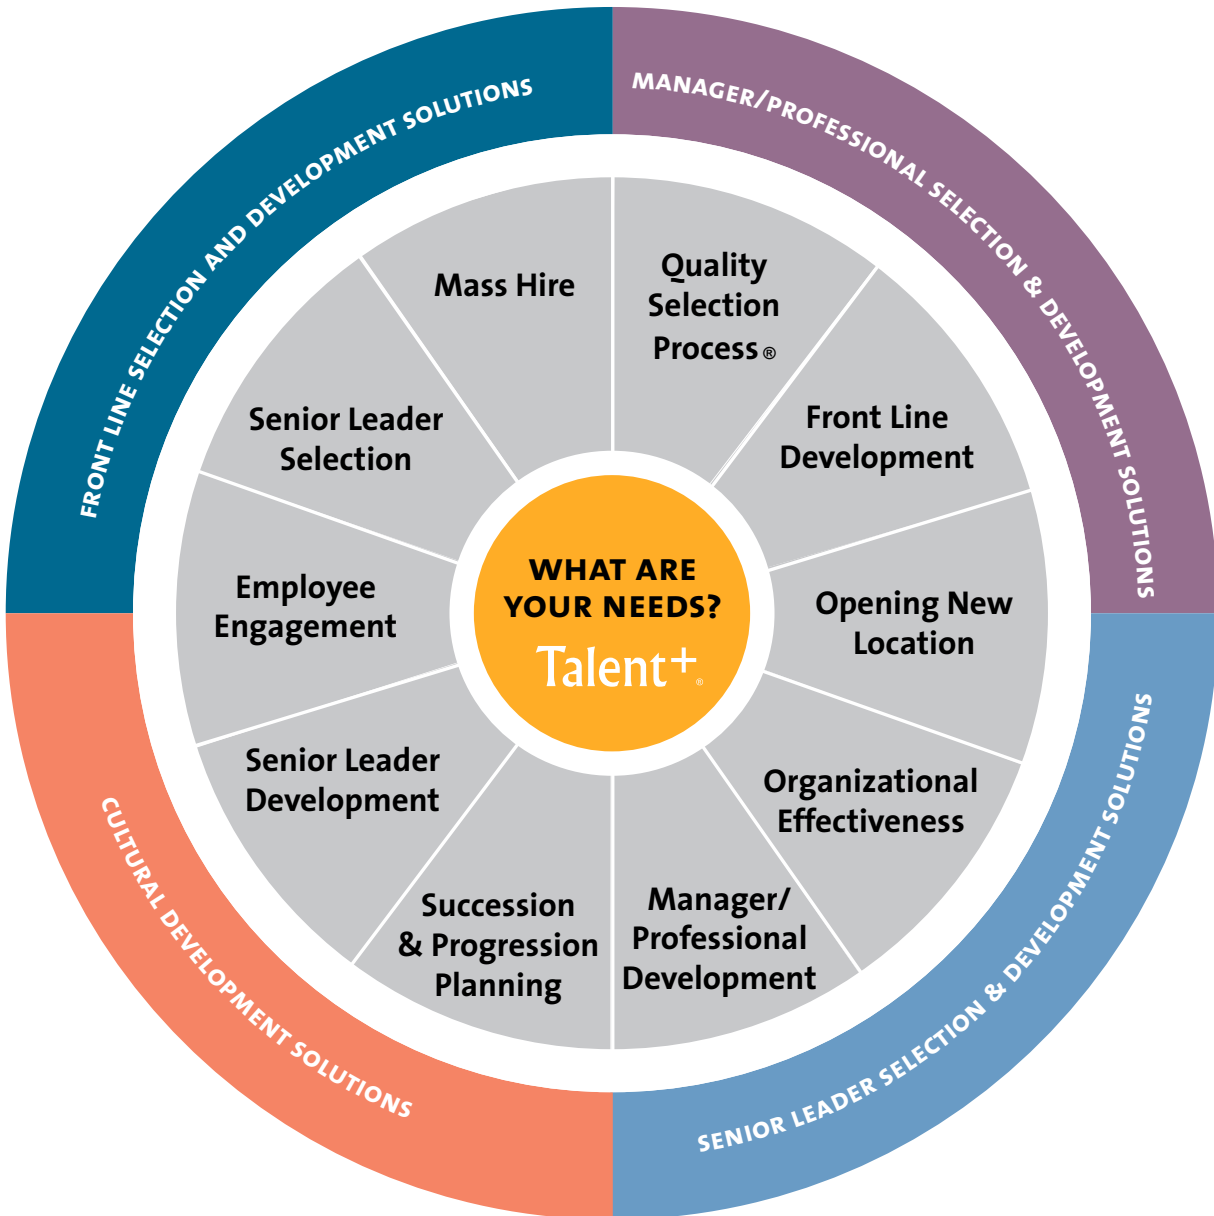 FRONT LINE SELECTION AND DEVELOPMENT SOLUTIONS
MANAGER/PROFESSIONAL SELECTION & DEVELOPMENT SOLUTIONS
SENIOR LEADER SELECTION & DEVELOPMENT SOLUTIONS
CULTURAL DEVELOPMENT SOLUTIONS
Quality
Selection
Process®
Front Line
Development
Opening New
Location
Organizational
Effectiveness
Manager/
Professional
Development
Succession
& Progression
Planning
Senior Leader
Development
Employee
Engagement
Senior Leader
Selection
Mass Hire
WHAT ARE
YOUR NEEDS?
Talent+®